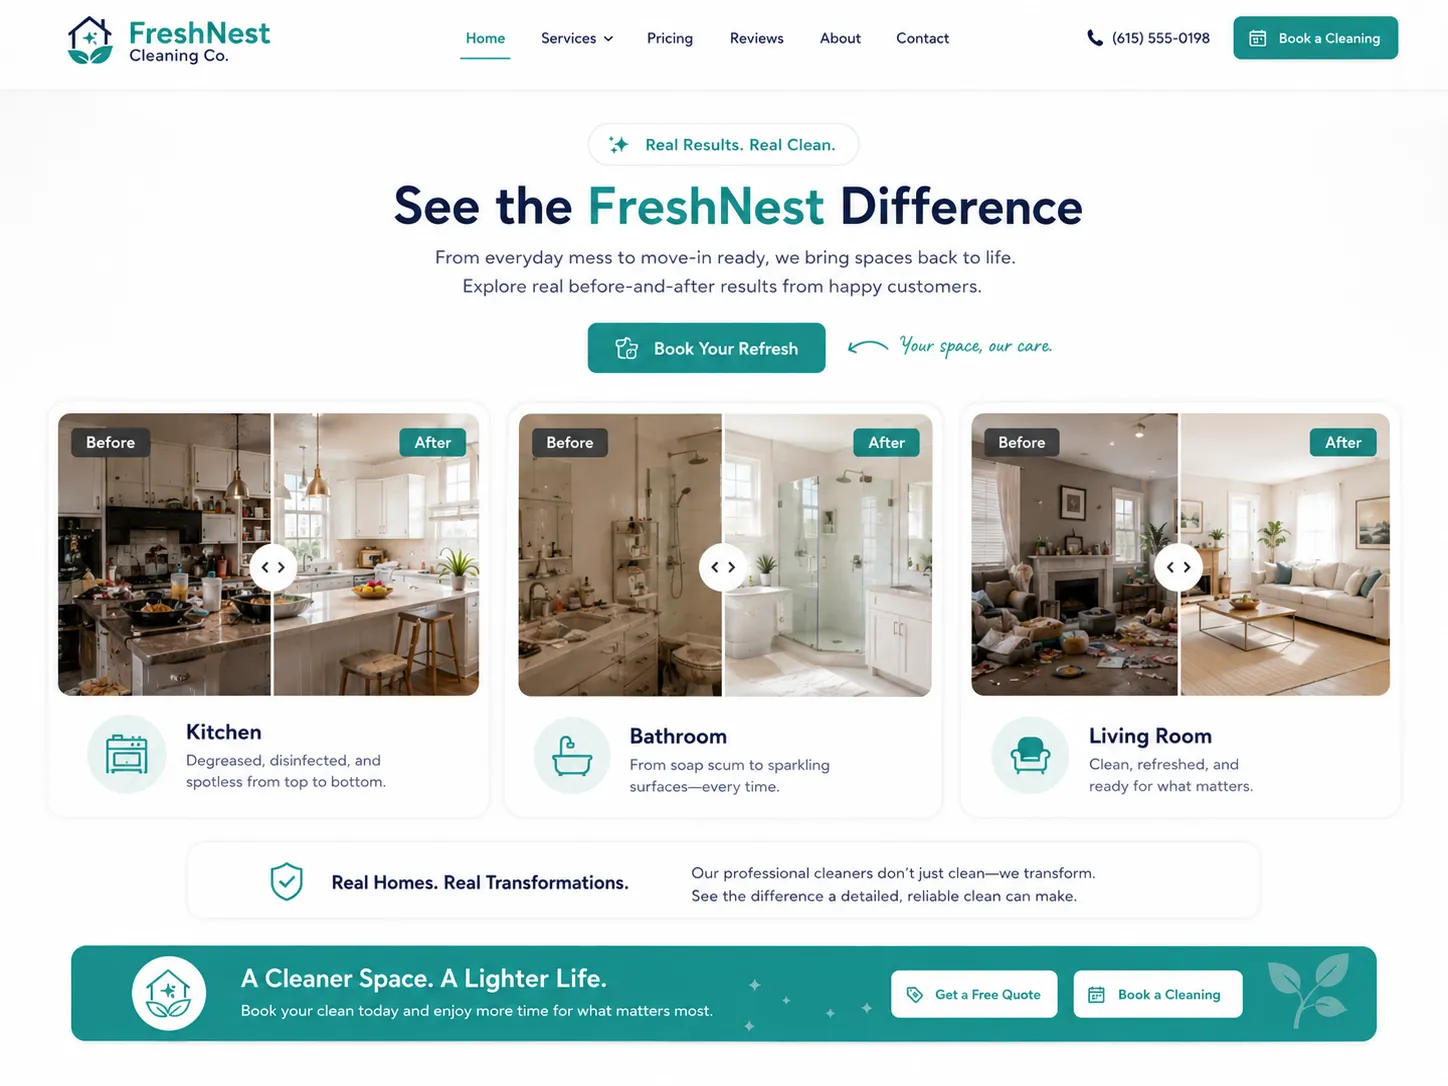 FreshNest
Cleaning Co.
Home
Services
Pricing
Reviews
About
Contact
(615) 555-0198
Book a Cleaning
Real Results. Real Clean.
See the FreshNest Difference
From everyday mess to move-in ready, we bring spaces back to life.
Explore real before-and-after results from happy customers.
Book Your Refresh
Your space, our care.
Before
After
Before
After
Before
After
Kitchen
Degreased, disinfected, and
spotless from top to bottom.
Bathroom
From soap scum to sparkling
surfaces—every time.
Living Room
Clean, refreshed, and
ready for what matters.
Real Homes. Real Transformations.
Our professional cleaners don't just clean—we transform.
See the difference a detailed, reliable clean can make.
A Cleaner Space. A Lighter Life.
Book your clean today and enjoy more time for what matters most.
Get a Free Quote
Book a Cleaning